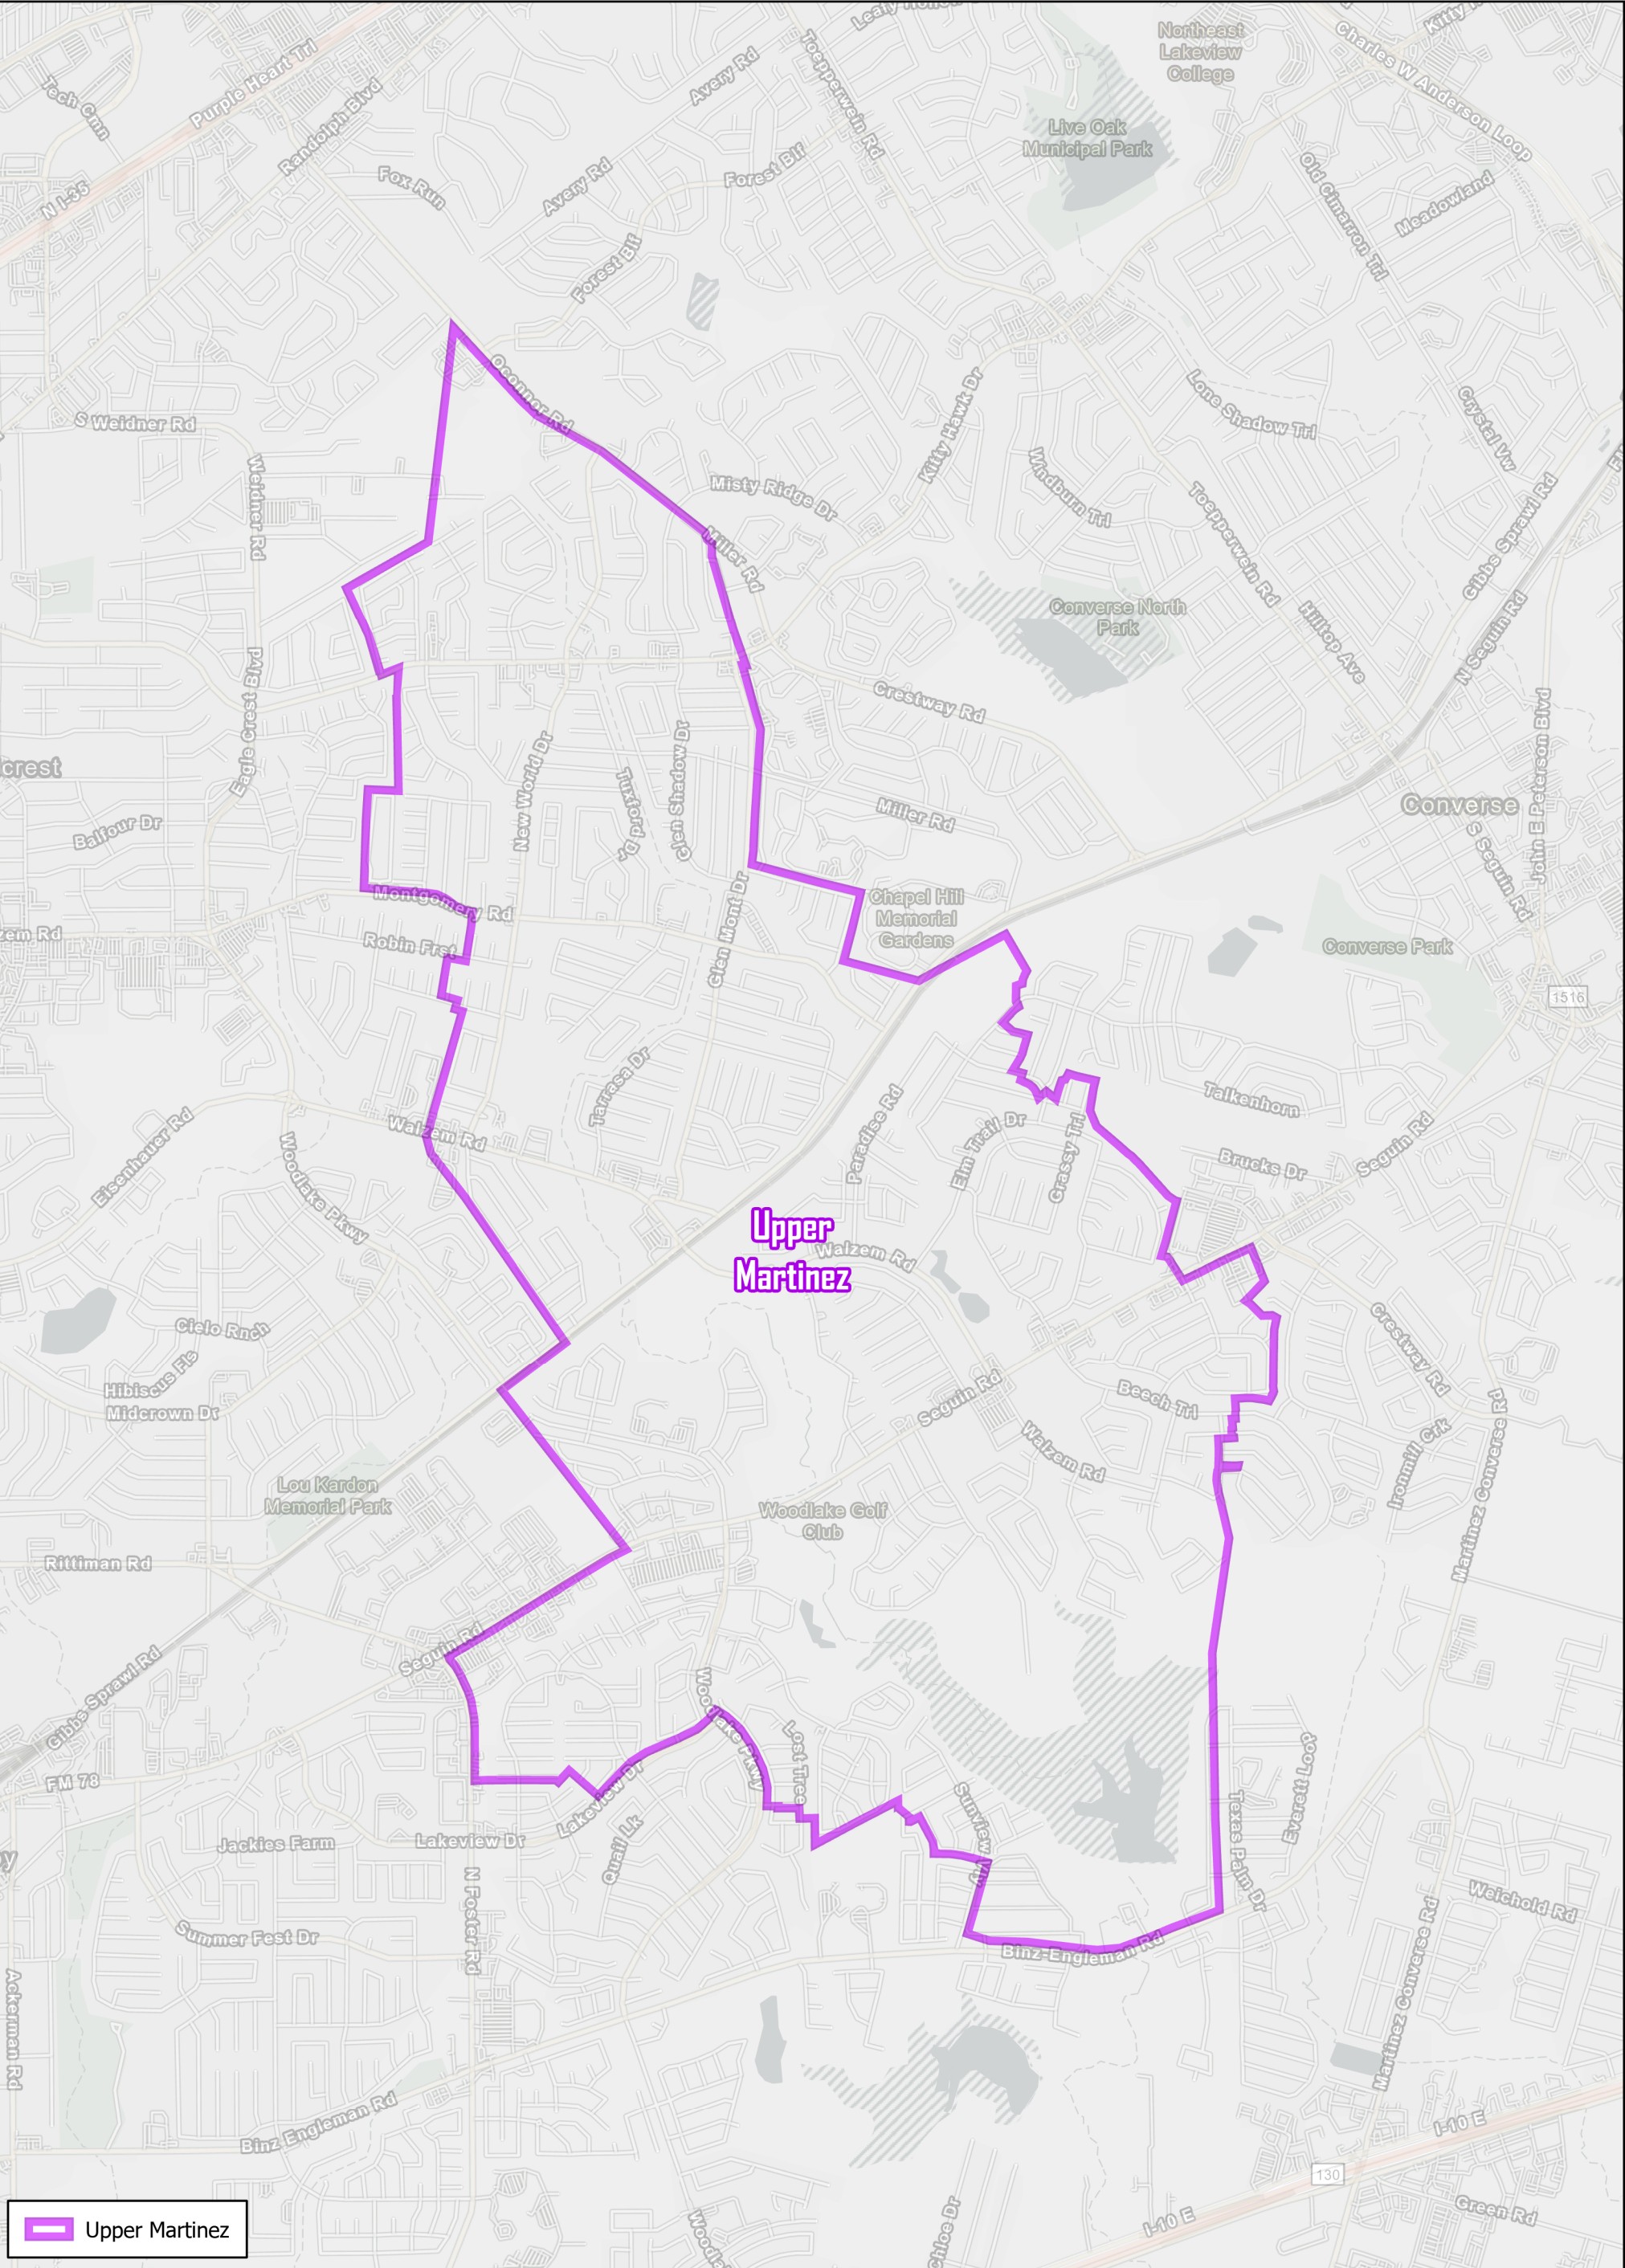 Leafy Hollow
Kitty H
Northeast
Lakeview
College
Charles W Anderson Loop
Purple Heart Trl
Tech Cmn
Avery Rd
Toepperwein Rd
Randolph Blvd
Live Oak
Municipal Park
N I-35
Fox Run
Avery Rd
Forest Blf
Old Cimarron Trl
Meadowland
Forest Blf
Oconnor Rd
S Weidner Rd
Kitty Hawk Dr
Lone Shadow Trl
Crystal Vw
Weidner Rd
Misty Ridge Dr
Windburn Trl
Toepperwein Rd
Gibbs Sprawl Rd
FM
Miller Rd
Converse North
Park
Hilltop Ave
N Seguin Rd
Eagle Crest Blvd
Crestway Rd
John E Peterson Blvd
crest
New World Dr
Tuxford Dr
Glen Shadow Dr
Miller Rd
Converse
Balfour Dr
S Seguin Rd
Montgomery Rd
Glen Mont Dr
Chapel Hill
Memorial
Gardens
zem Rd
Robin Frst
Converse Park
1516
Tarrasa Dr
Paradise Rd
Elm Trail Dr
Grassy Trl
Talkenhorn
Eisenhauer Rd
Walzem Rd
Woodlake Pkwy
Brucks Dr
Seguin Rd
Upper
Martinez
Walzem Rd
Cielo Rnch
Hibiscus Fls
Midcrown Dr
Crestway Rd
Seguin Rd
Beech Trl
Walzem Rd
Ironmill Crk
Martinez Converse Rd
Lou Kardon
Memorial Park
Woodlake Golf
Club
Rittiman Rd
Seguin Rd
Gibbs Sprawl Rd
Woodlake Pkwy
Lost Tree
FM 78
Lakeview Dr
Sunview Wy
Texas Palm Dr
Everett Loop
Jackies Farm
Lakeview Dr
Quail Lk
y
N Foster Rd
Weichold Rd
Summer Fest Dr
Binz-Engleman Rd
Ackerman Rd
Martinez Converse Rd
Binz Engleman Rd
I-10 E
130
Green Rd
I-10 E
Woodla
chloe Dr
Upper Martinez